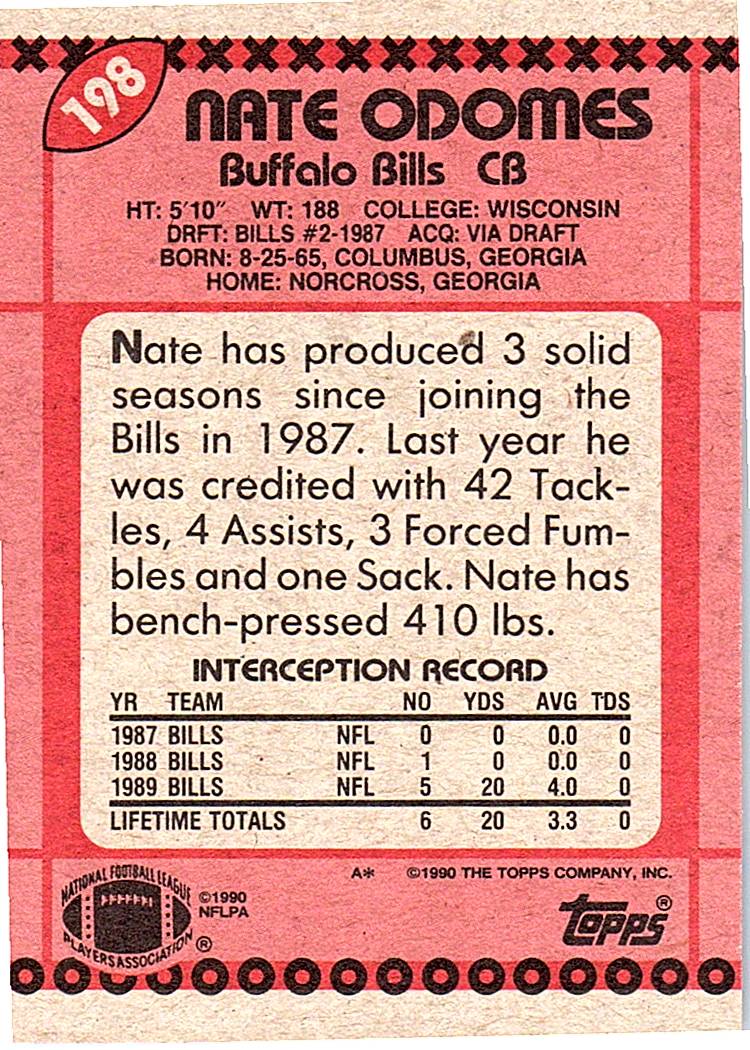 198
NATE ODOMES
Buffalo Bills CB
HT: 5'10" WT: 188 COLLEGE: WISCONSIN
DRFT: BILLS #2-1987 ACQ: VIA DRAFT
BORN: 8-25-65, COLUMBUS, GEORGIA
HOME: NORCROSS, GEORGIA
Nate has produced 3 solid
seasons since joining the
Bills in 1987. Last year he
was credited with 42 Tack-
les, 4 Assists, 3 Forced Fum-
bles and one Sack. Nate has
bench-pressed 410 lbs.
INTERCEPTION RECORD
YR TEAM NO YDS AVG TDS
1987 BILLS NFL 0 0 0.0 0
1988 BILLS NFL 1 0 0.0 0
1989 BILLS NFL 5 20 4.0 0
LIFETIME TOTALS 6 20 3.3 0
A* ©1990 THE TOPPS COMPANY, INC.
NATIONAL FOOTBALL LEAGUE
PLAYERS ASSOCIATION ®
©1990
NFLPA
topps ®